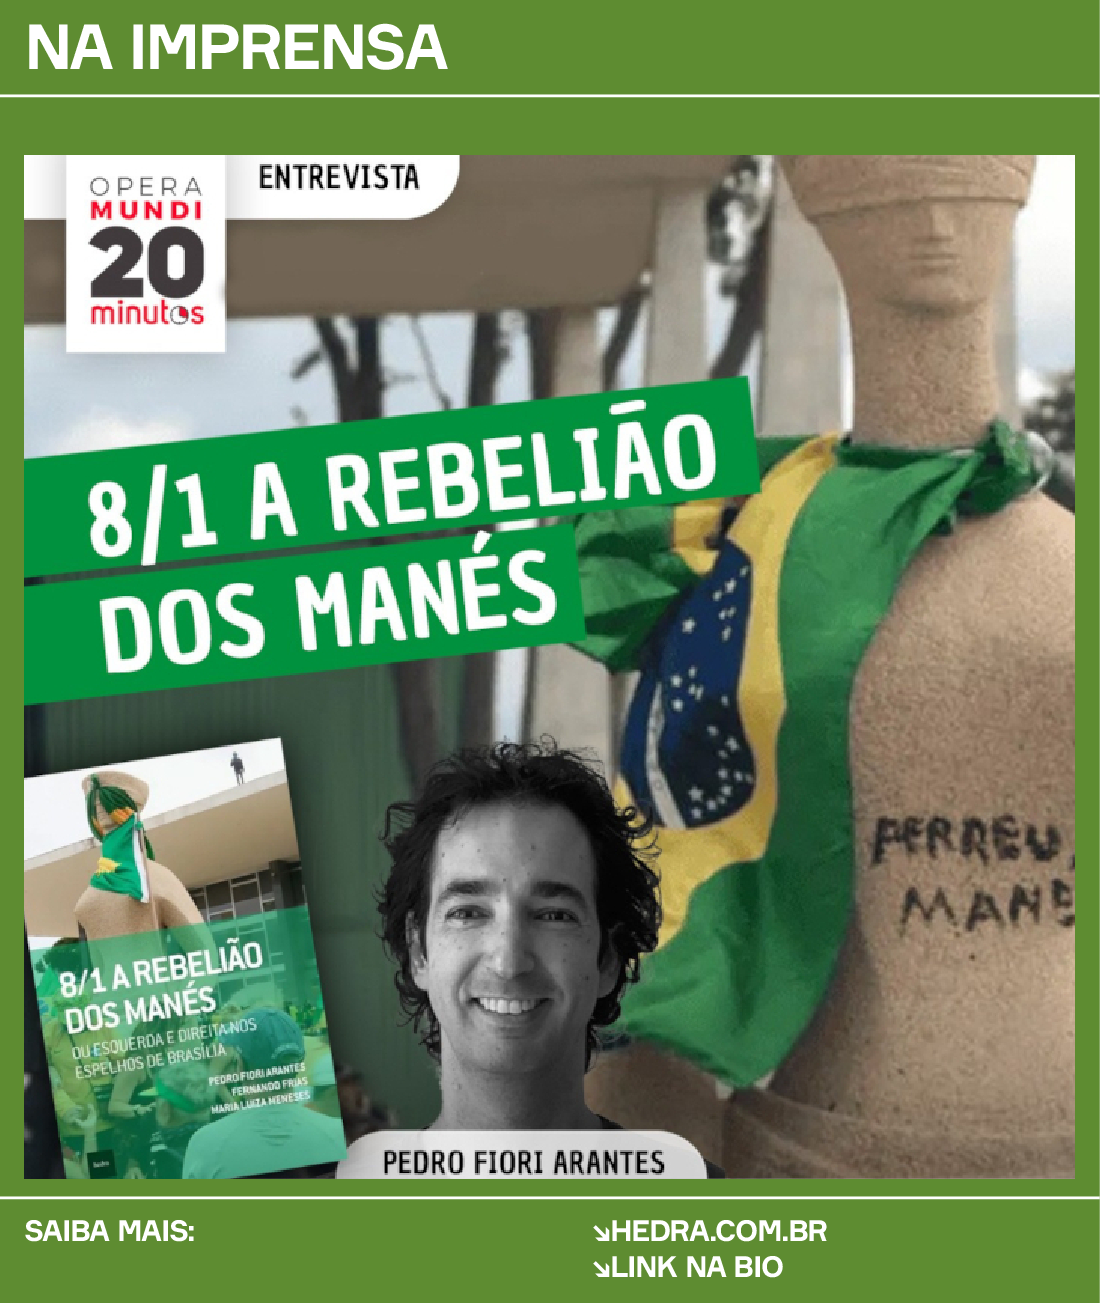 NA IMPRENSA
OPERA
MUNDI
20
minutos
ENTREVISTA
8/1 A REBELIÃO
DOS MANÉS
PERDEU,
MANÉ
8/1 A REBELIÃO
DOS MANÉS
OU ESQUERDA E DIREITA NOS
ESPELHOS DE BRASÍLIA
PEDRO FIORI ARANTES
FERNANDO FRIAS
MARIA LUIZA MENESES
hedra
PEDRO FIORI ARANTES
SAIBA MAIS:
↘HEDRA.COM.BR
↘LINK NA BIO